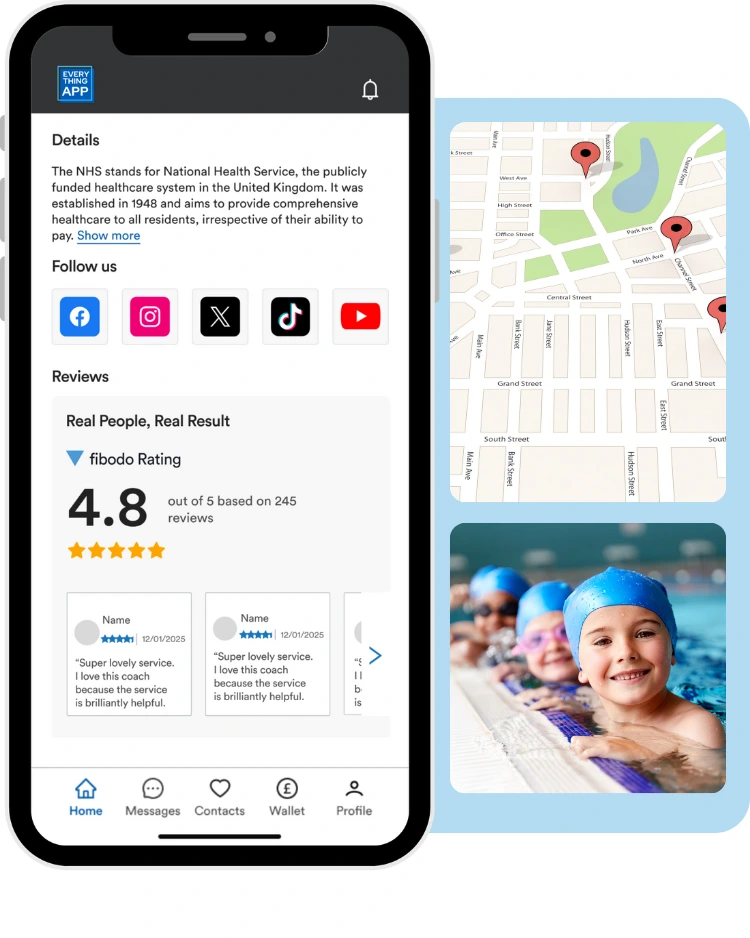 EVERY
THING
APP
Details
The NHS stands for National Health Service, the publicly
funded healthcare system in the United Kingdom. It was
established in 1948 and aims to provide comprehensive
healthcare to all residents, irrespective of their ability to
pay. Show more
Follow us
Reviews
Real People, Real Result
fibodo Rating
4.8
out of 5 based on 245
reviews
Name
12/01/2025
"Super lovely service.
I love this coach
because the service
is brilliantly helpful.
Name
12/01/2025
"Super lovely service.
I love this coach
because the service
is brilliantly helpful.
Home
Messages
Contacts
Wallet
Profile
Main Ave
Hudson Street
Channel Street
West Ave
High Street
Office Street
Park Ave
North Ave
Channel Street
Central Street
Main Ave
Bank Street
Jane Street
Hudson Street
East Street
Grand Street
Grand Street
East Street
South Street
Main Ave
Bank Street
Hudson Street